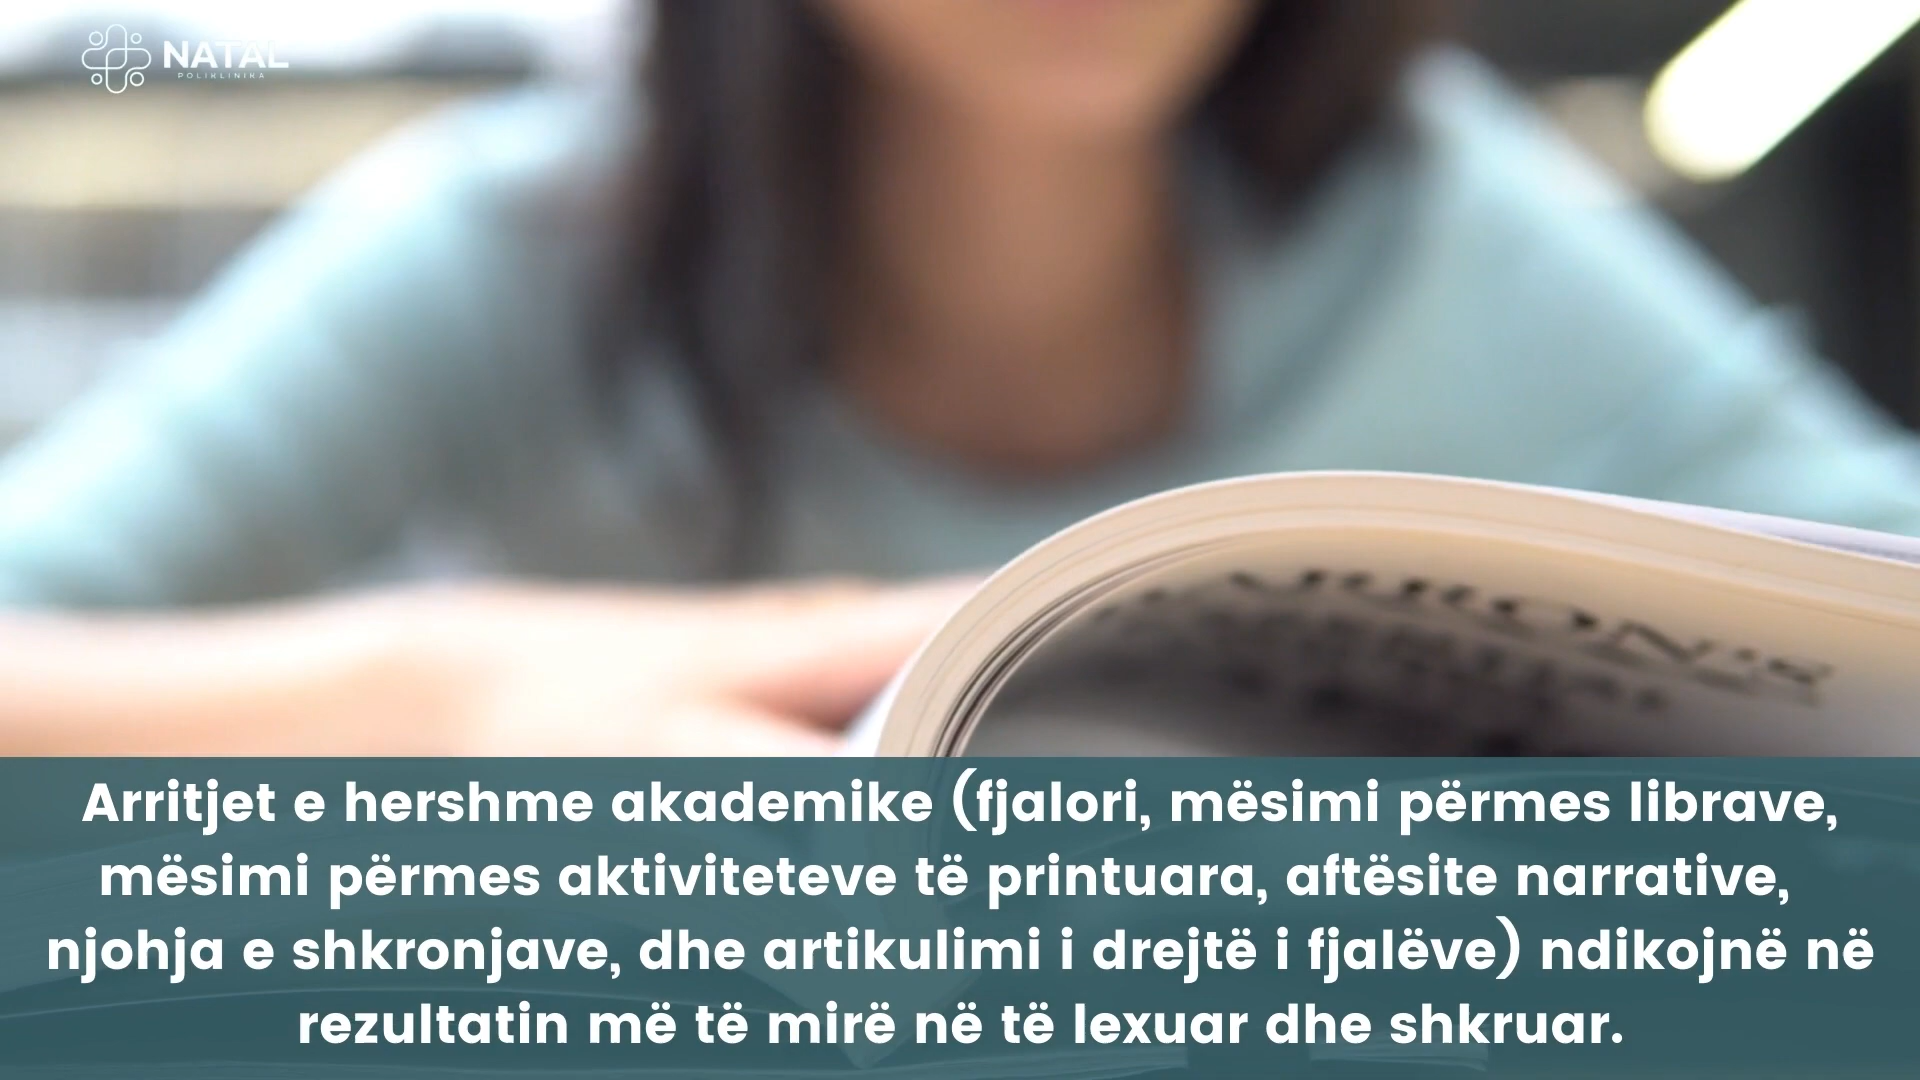 NATAL
POLIKLINIKA
Arritjet e hershme akademike (fjalori, mësimi përmes librave,
mësimi përmes aktiviteteve të printuara, aftësite narrative,
njohja e shkronjave, dhe artikulimi i drejtë i fjalëve) ndikojnë në
rezultatin më të mirë në të lexuar dhe shkruar.